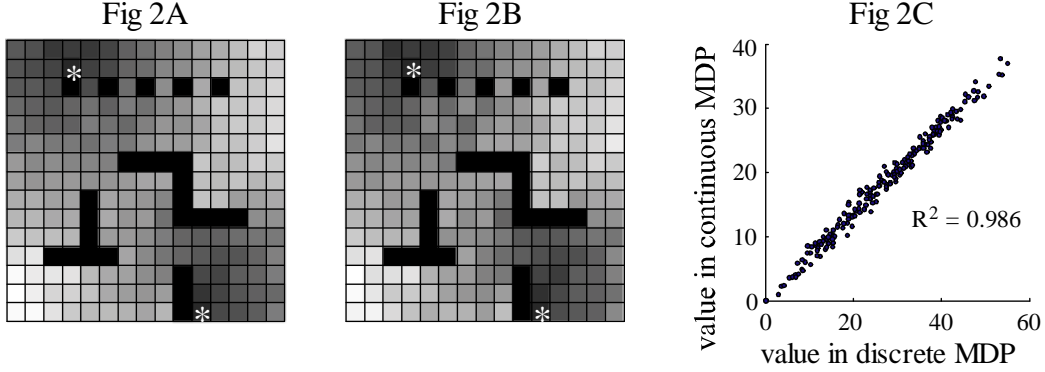 Fig 2A
Fig 2B
Fig 2C
*
*
*
*
value in continuous MDP
40
30
20
10
0
R² = 0.986
0
20
40
60
value in discrete MDP